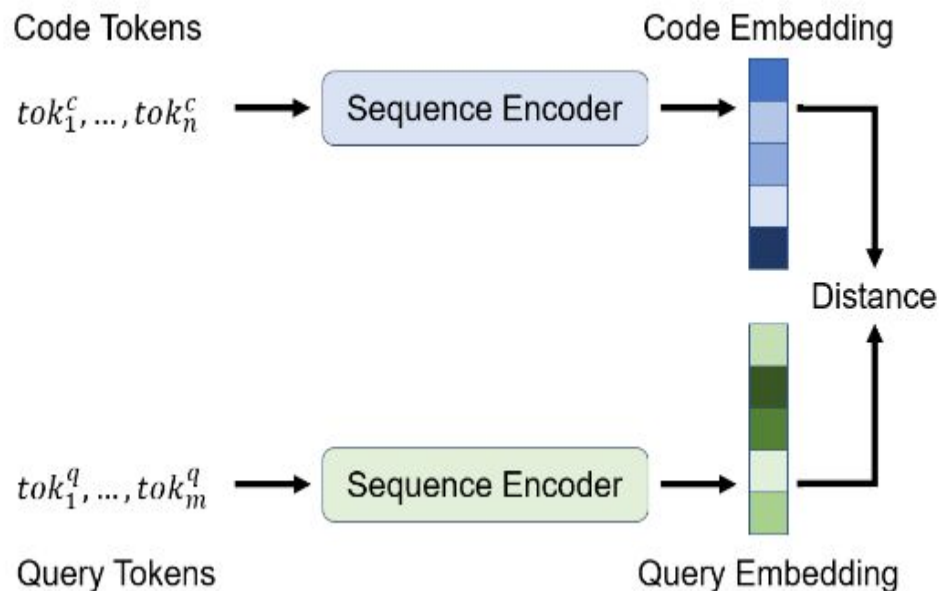 Code Tokens
Code Embedding
tok₁ᶜ, ..., tokₙᶜ
Sequence Encoder
Distance
tok₁^q, ..., tokₘ^q
Sequence Encoder
Query Tokens
Query Embedding